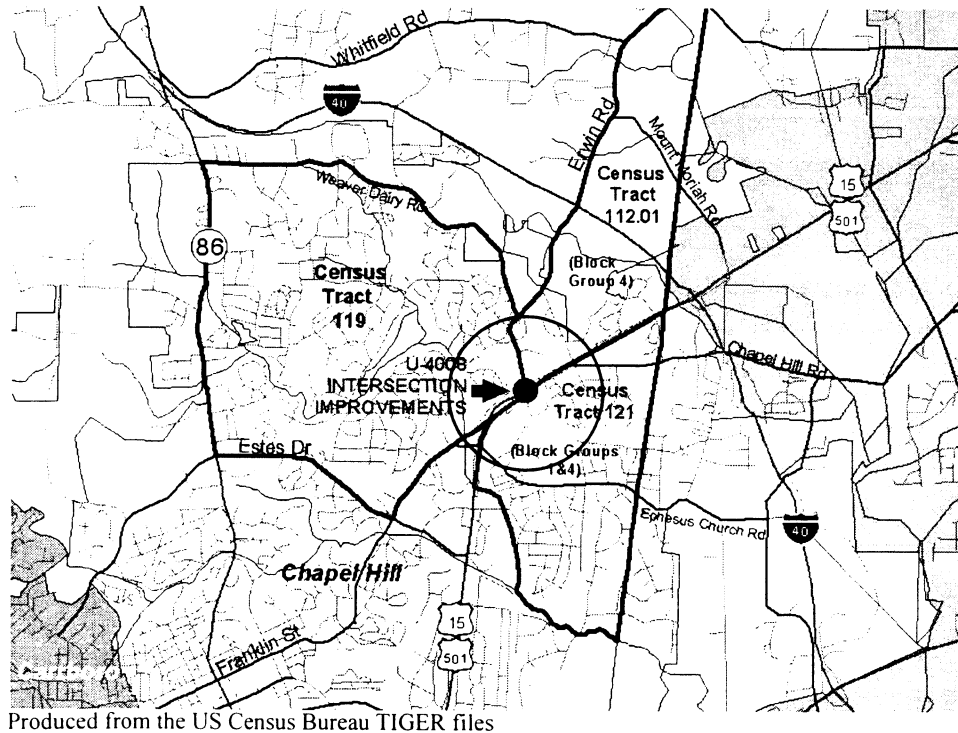 Whitfield Rd
40
Erwin Rd
Mount Moriah Rd
Census
Tract
112.01
15
501
Weaver Dairy Rd
86
Census
Tract
119
(Block
Group 4)
U-4008
INTERSECTION
IMPROVEMENTS
Chapel Hill Rd
Census
Tract 121
(Block Groups
1&4)
Estes Dr
Ephesus Church Rd
40
Chapel Hill
15
501
Franklin St
Produced from the US Census Bureau TIGER files